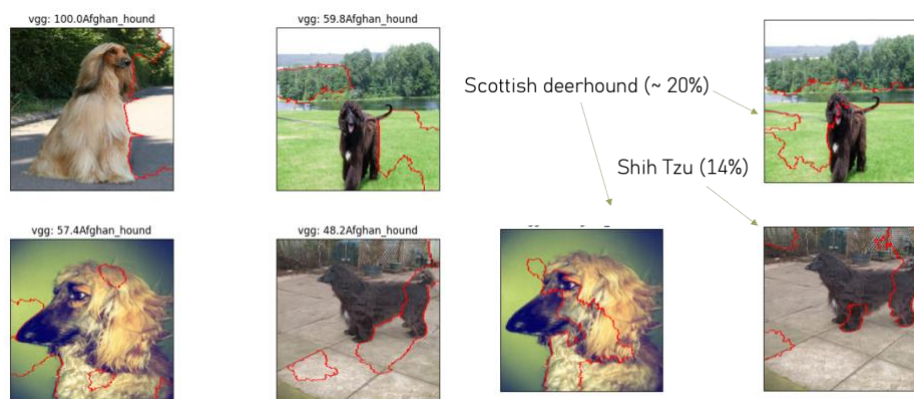 vgg: 100.0Afghan_hound
vgg: 59.8Afghan_hound
Scottish deerhound (~ 20%)
Shih Tzu (14%)
vgg: 57.4Afghan_hound
vgg: 48.2Afghan_hound